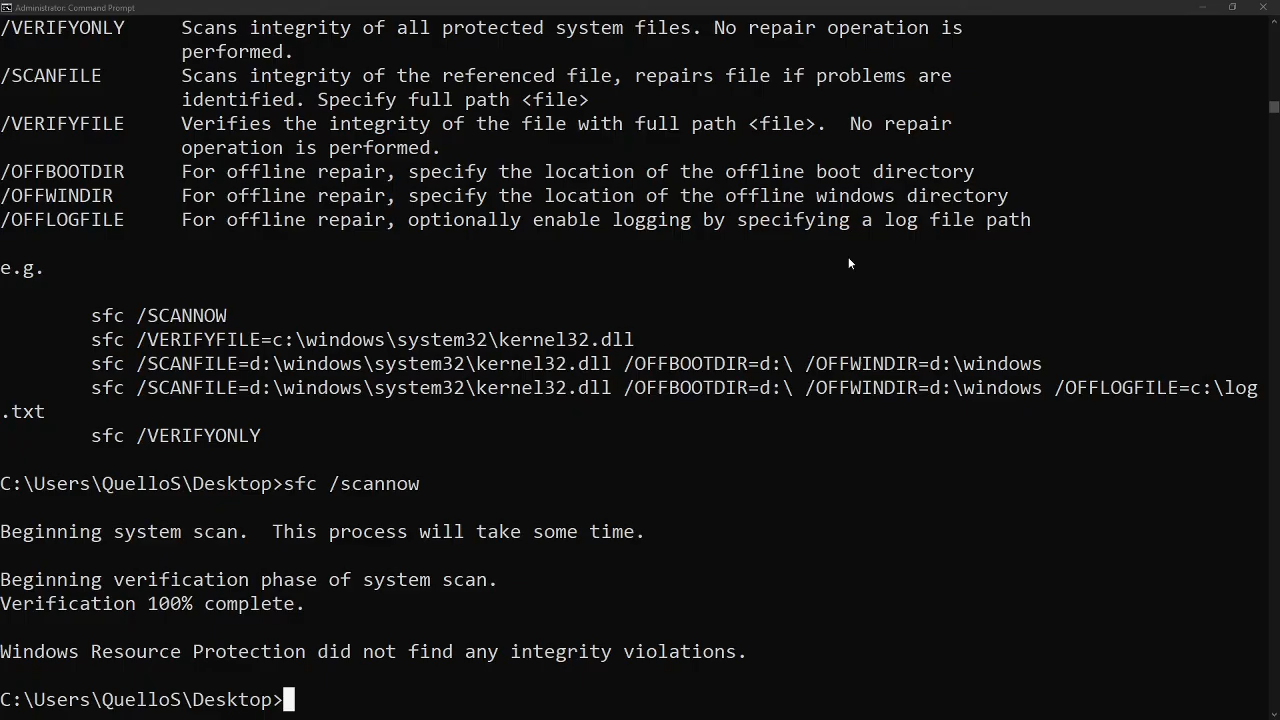 Administrator: Command Prompt
/VERIFYONLY     Scans integrity of all protected system files. No repair operation is
                performed.
/SCANFILE       Scans integrity of the referenced file, repairs file if problems are
                identified. Specify full path <file>
/VERIFYFILE     Verifies the integrity of the file with full path <file>.  No repair
                operation is performed.
/OFFBOOTDIR     For offline repair, specify the location of the offline boot directory
/OFFWINDIR      For offline repair, specify the location of the offline windows directory
/OFFLOGFILE     For offline repair, optionally enable logging by specifying a log file path
e.g.
        sfc /SCANNOW
        sfc /VERIFYFILE=c:\windows\system32\kernel32.dll
        sfc /SCANFILE=d:\windows\system32\kernel32.dll /OFFBOOTDIR=d:\ /OFFWINDIR=d:\windows
        sfc /SCANFILE=d:\windows\system32\kernel32.dll /OFFBOOTDIR=d:\ /OFFWINDIR=d:\windows /OFFLOGFILE=c:\log
.txt
        sfc /VERIFYONLY
C:\Users\QuelloS\Desktop>sfc /scannow
Beginning system scan.  This process will take some time.
Beginning verification phase of system scan.
Verification 100% complete.
Windows Resource Protection did not find any integrity violations.
C:\Users\QuelloS\Desktop>